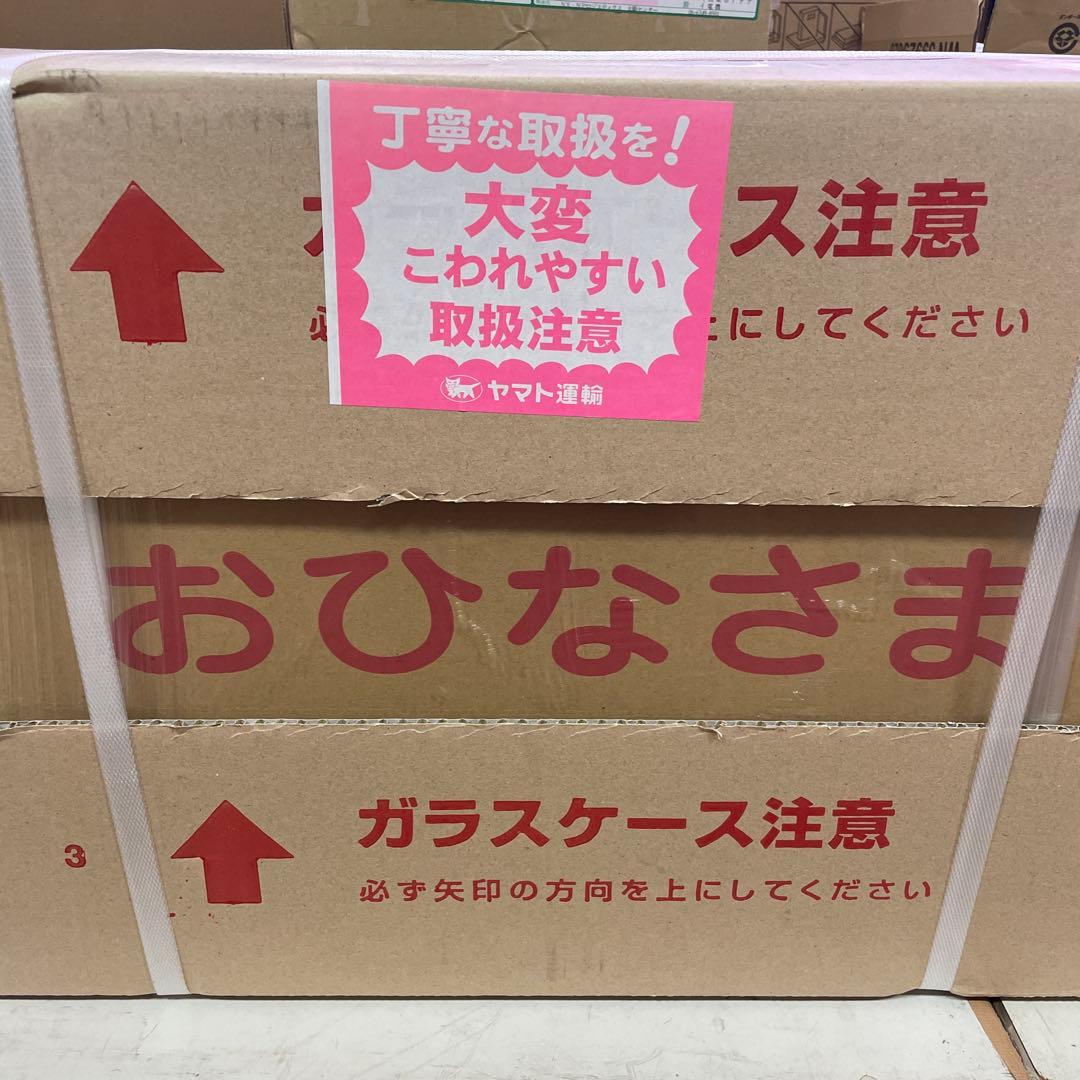 丁寧な取扱を!
大変
こわれやすい
取扱注意
ヤマト運輸
ス注意
上にしてください
おひなさま
3
ガラスケース注意
必ず矢印の方向を上にしてください